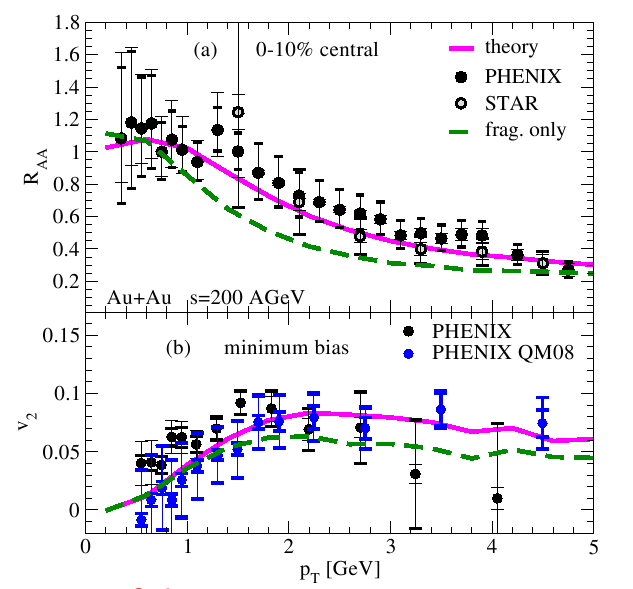 1.8
(a) 0-10% central
theory
1.6
PHENIX
1.4
STAR
1.2
frag. only
1
R_AA
0.8
0.6
0.4
0.2
Au+Au s=200 AGeV
0.15
PHENIX
(b) minimum bias
PHENIX QM08
0.1
v_2
0.05
0
0 1 2 3 4 5
p_T [GeV]